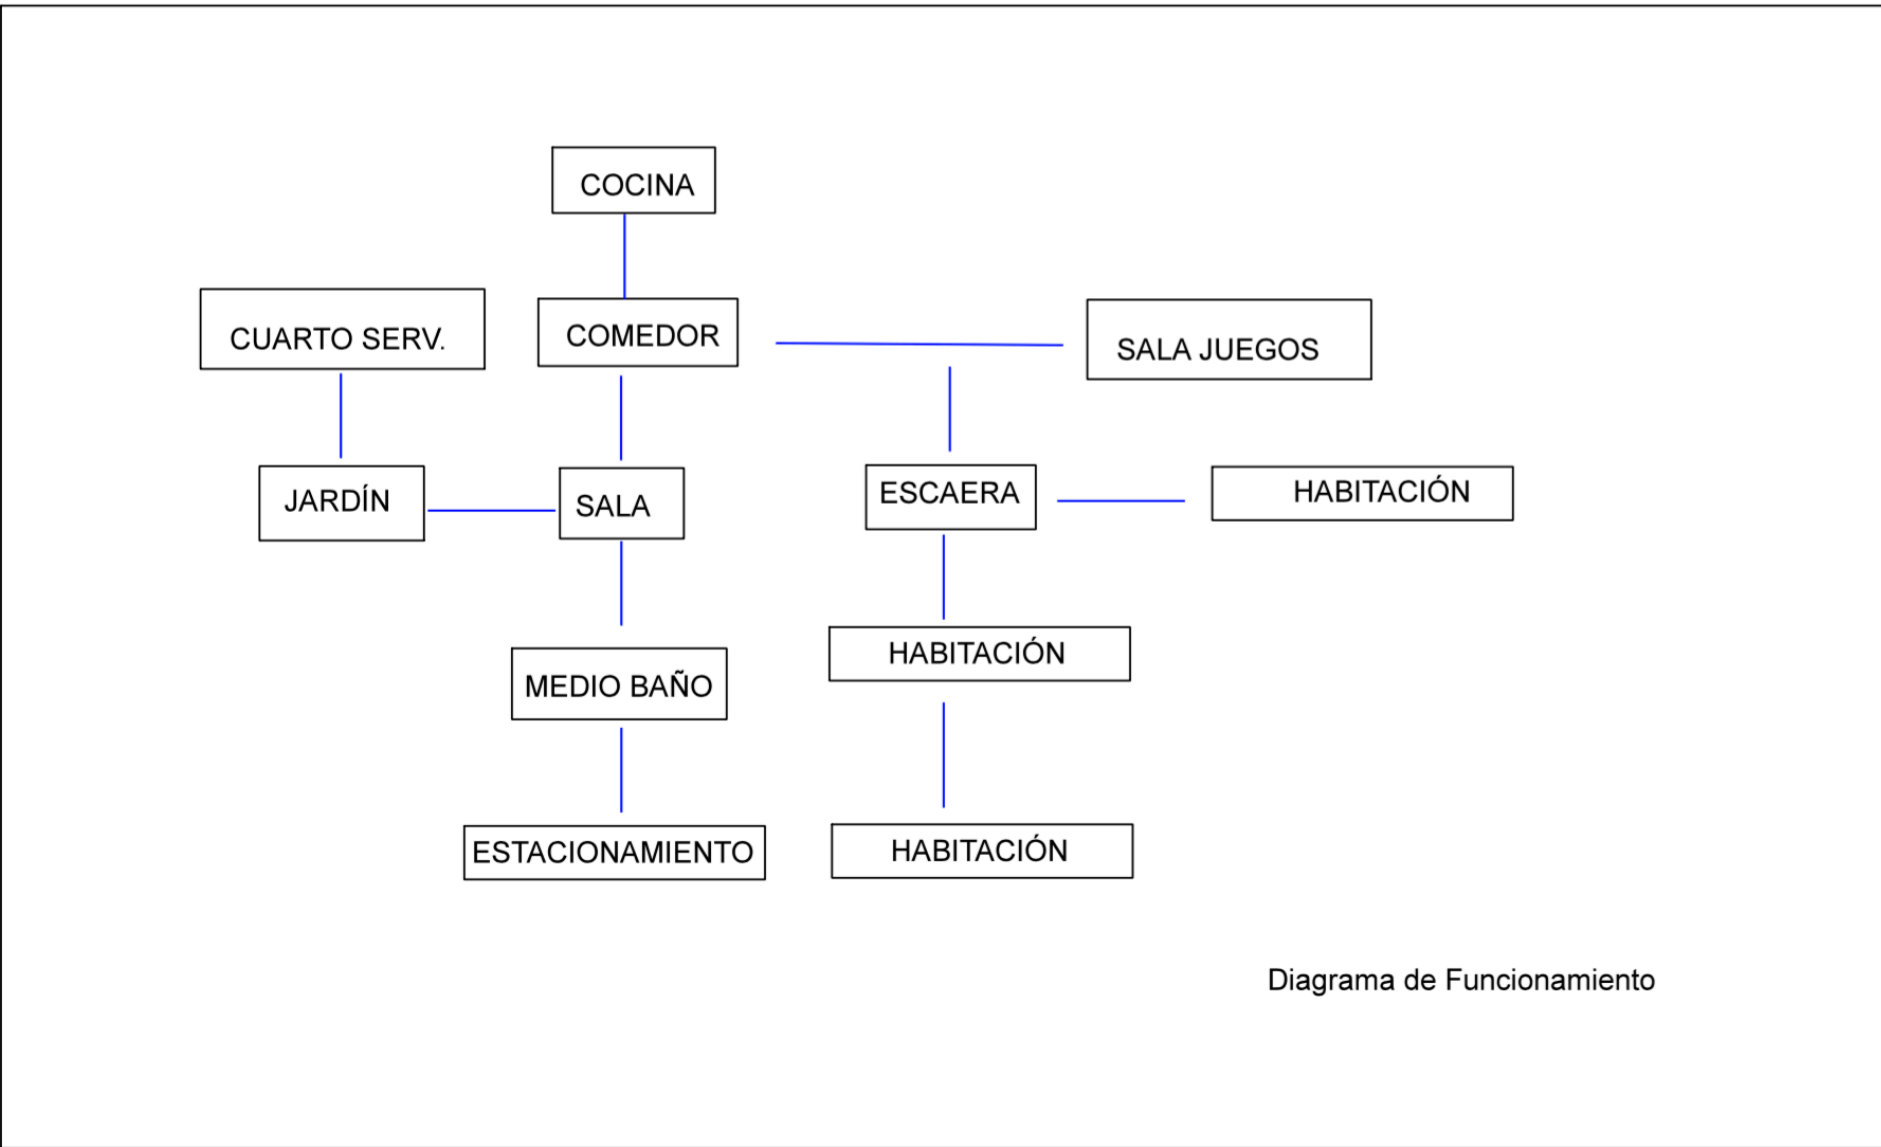 COCINA
CUARTO SERV.
COMEDOR
SALA JUEGOS
JARDÍN
SALA
ESCAERA
HABITACIÓN
MEDIO BAÑO
HABITACIÓN
ESTACIONAMIENTO
HABITACIÓN
Diagrama de Funcionamiento